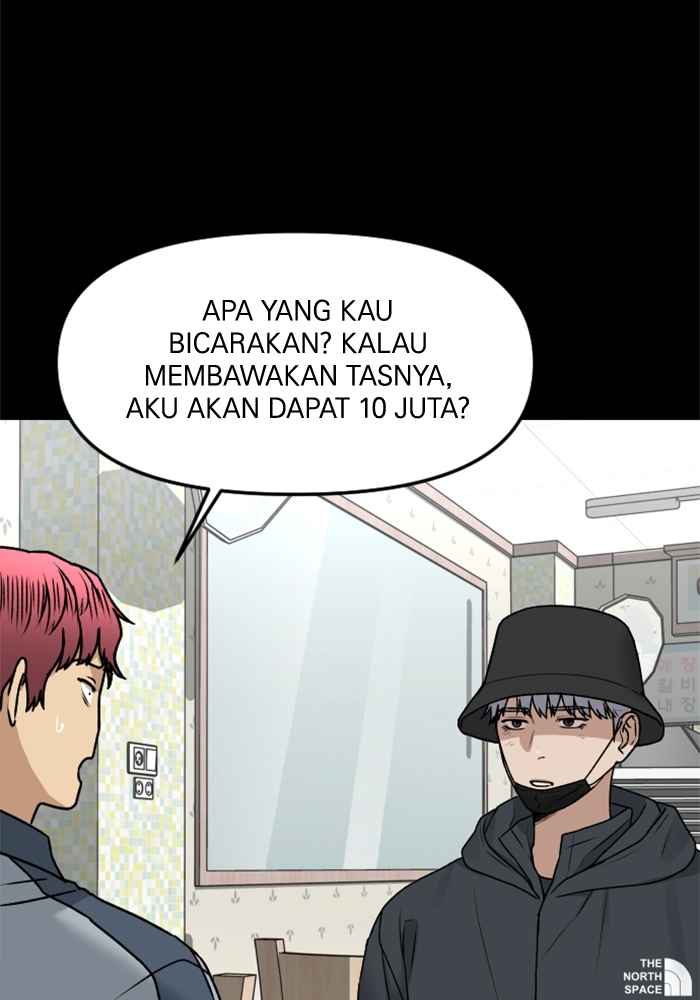 APA YANG KAU
BICARAKAN? KALAU
MEMBAWAKAN TASNYA,
AKU AKAN DAPAT 10 JUTA?
THE
NORTH
SPACE